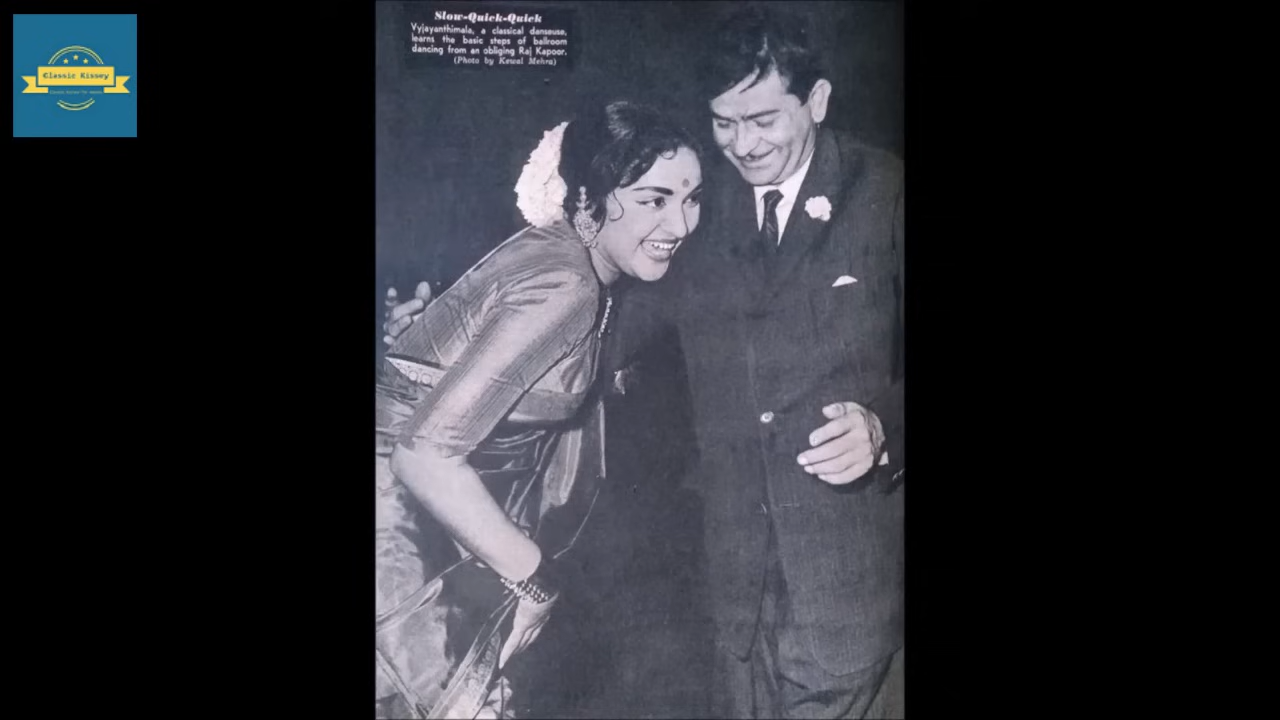 Classic Kissey
Slow-Quick-Quick
Vyjayanthimala, a classical danseuse,
learns the basic steps of ballroom
dancing from an obliging Raj Kapoor.
(Photo by Kewal Mehra)